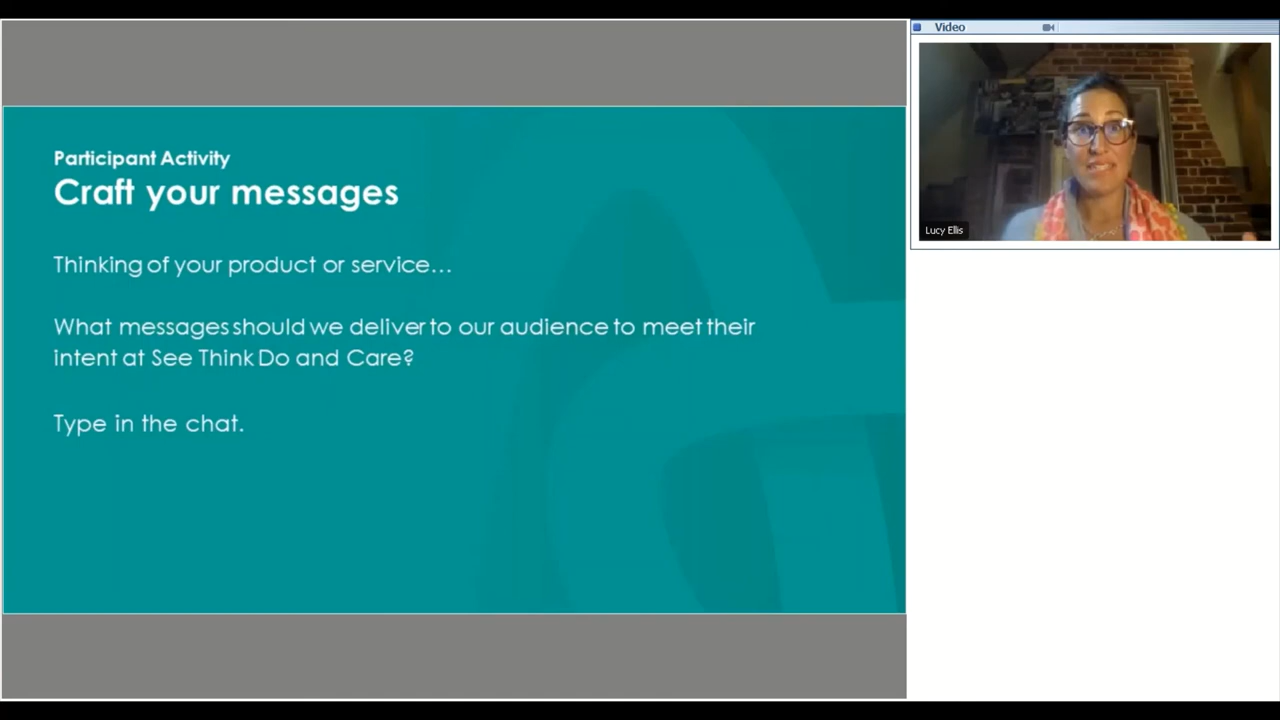 Video
Participant Activity
Craft your messages
Thinking of your product or service...
What messages should we deliver to our audience to meet their
intent at See Think Do and Care?
Type in the chat.
Lucy Ellis